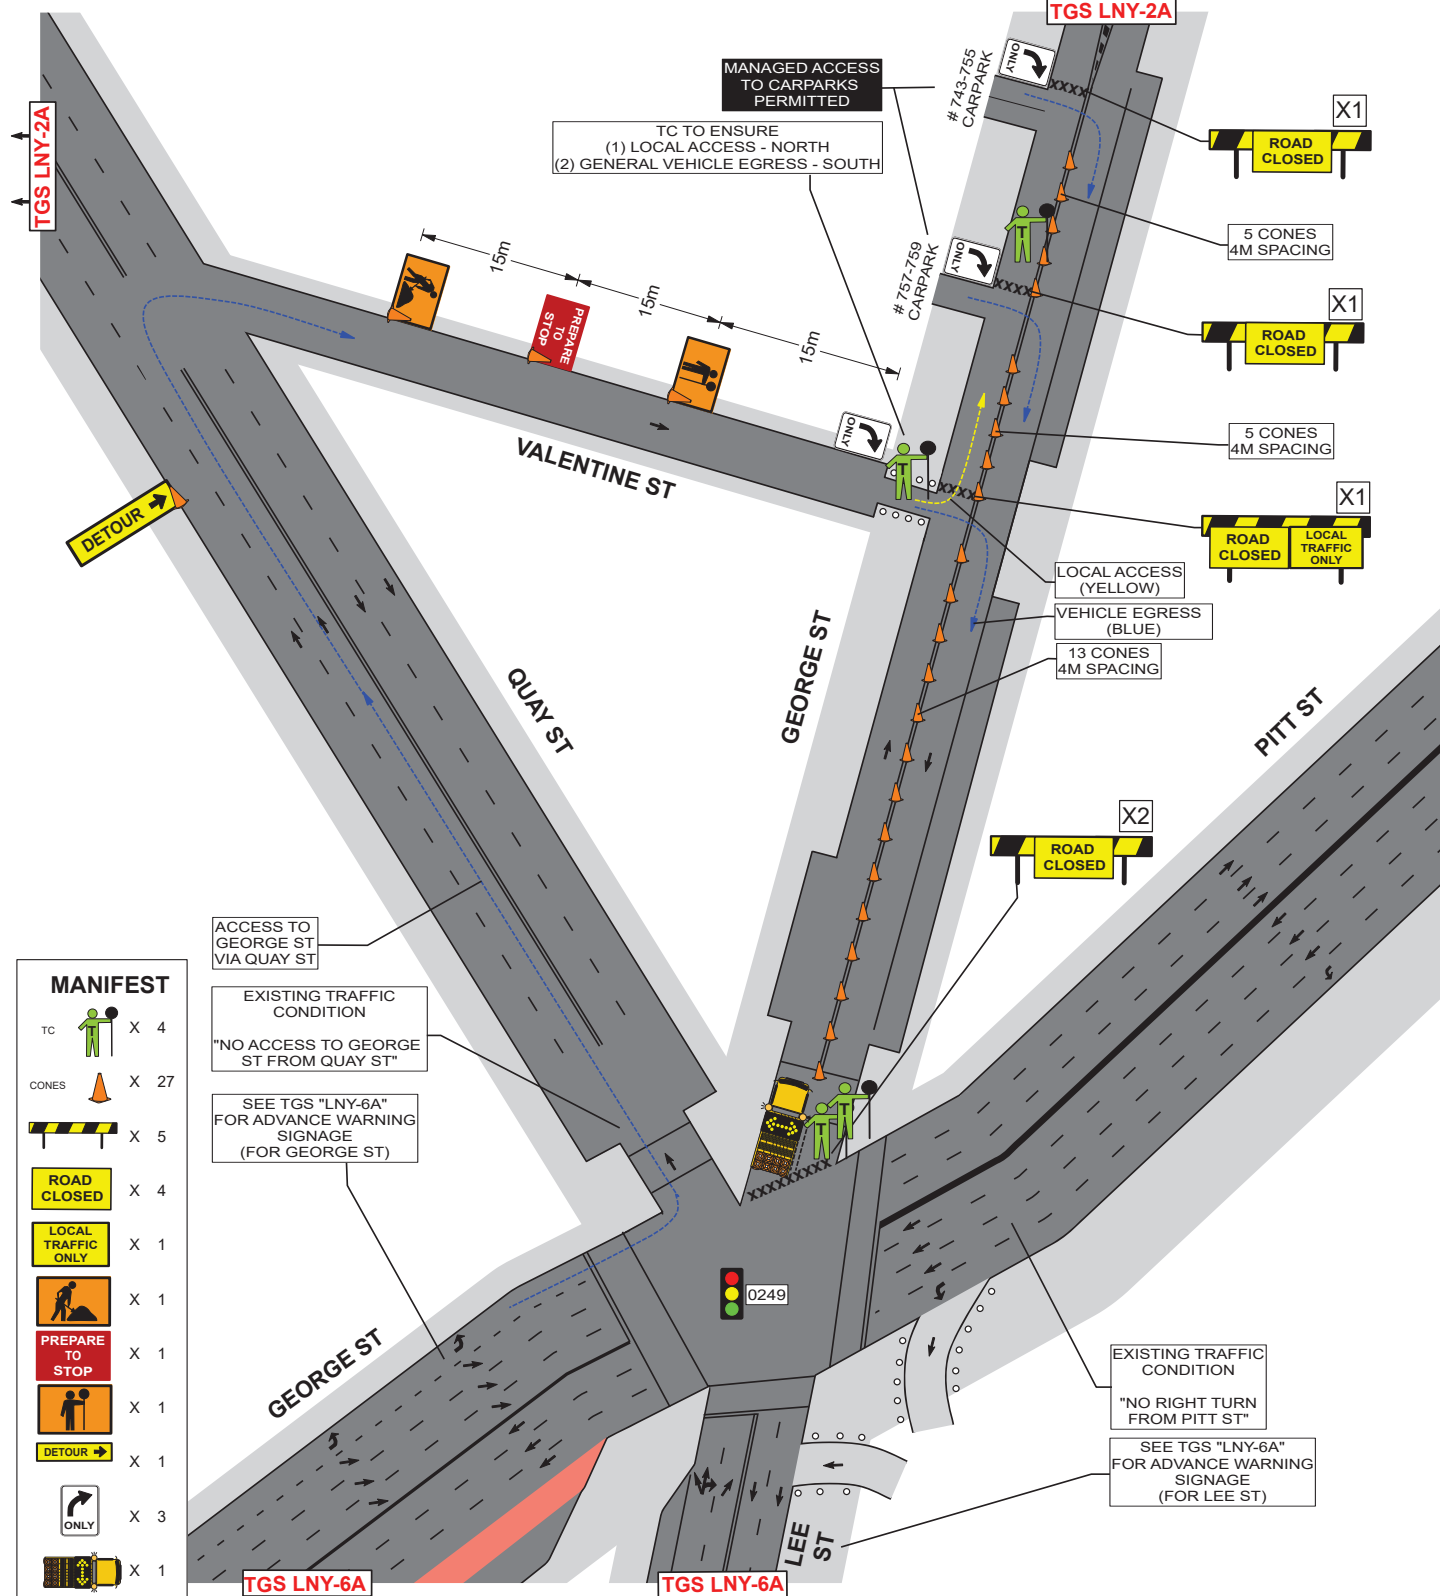 TGS LNY-2A
ONLY
# 743-755
CARPARK
MANAGED ACCESS
TO CARPARKS
PERMITTED
X1
ROAD
CLOSED
TGS LNY-2A
TC TO ENSURE
(1) LOCAL ACCESS - NORTH
(2) GENERAL VEHICLE EGRESS - SOUTH
T
5 CONES
4M SPACING
15m
15m
15m
ONLY
# 757-759
CARPARK
X1
ROAD
CLOSED
PREPARE
TO
STOP
ONLY
T
5 CONES
4M SPACING
VALENTINE ST
X1
ROAD
CLOSED
LOCAL
TRAFFIC
ONLY
DETOUR
LOCAL ACCESS
(YELLOW)
VEHICLE EGRESS
(BLUE)
13 CONES
4M SPACING
QUAY ST
GEORGE ST
PITT ST
X2
ROAD
CLOSED
ACCESS TO
GEORGE ST
VIA QUAY ST
EXISTING TRAFFIC
CONDITION
"NO ACCESS TO GEORGE
ST FROM QUAY ST"
SEE TGS "LNY-6A"
FOR ADVANCE WARNING
SIGNAGE
(FOR GEORGE ST)
T
T
MANIFEST
TC T X 4
CONES X 27
X 5
ROAD
CLOSED X 4
LOCAL
TRAFFIC
ONLY X 1
X 1
PREPARE
TO
STOP X 1
X 1
DETOUR X 1
ONLY X 3
X 1
0249
GEORGE ST
EXISTING TRAFFIC
CONDITION
"NO RIGHT TURN
FROM PITT ST"
SEE TGS "LNY-6A"
FOR ADVANCE WARNING
SIGNAGE
(FOR LEE ST)
LEE
ST
TGS LNY-6A
TGS LNY-6A